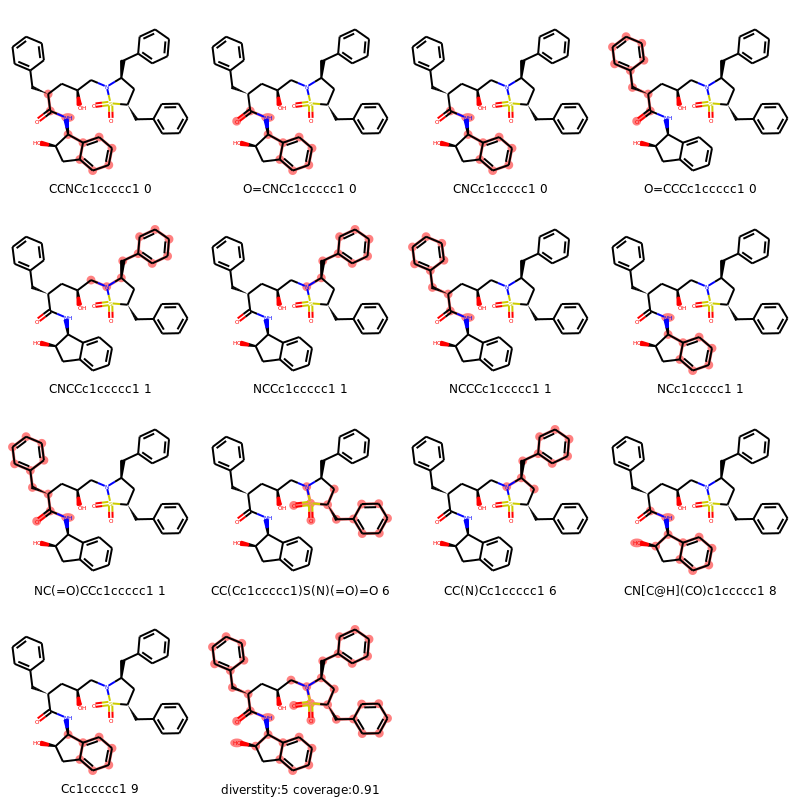 CCNCc1ccccc1 0
O=CNCc1ccccc1 0
CNCc1ccccc1 0
O=CCCc1ccccc1 0
CNCCc1ccccc1 1
NCCc1ccccc1 1
NCCCc1ccccc1 1
NCc1ccccc1 1
NC(=O)CCc1ccccc1 1
CC(Cc1ccccc1)S(N)(=O)=O 6
CC(N)Cc1ccccc1 6
CN[C@H](CO)c1ccccc1 8
Cc1ccccc1 9
diverstity:5 coverage:0.91